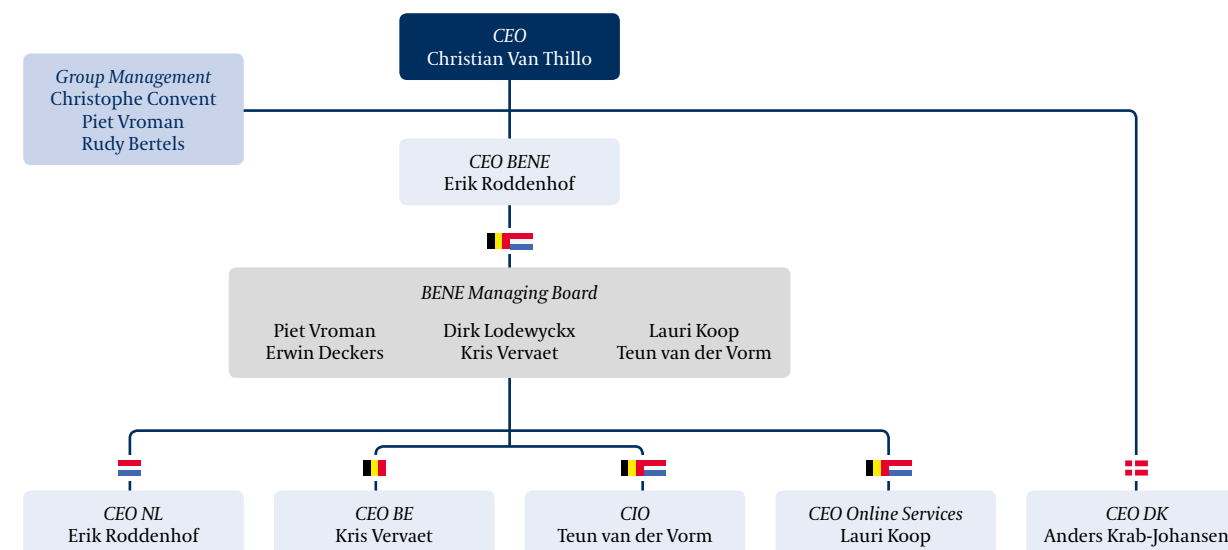 CEO
Christian Van Thillo
Group Management
Christophe Convent
Piet Vroman
Rudy Bertels
CEO BENE
Erik Roddenhof
BENE Managing Board
Piet Vroman
Erwin Deckers
Dirk Lodewyckx
Kris Vervaet
Lauri Koop
Teun van der Vorm
CEO NL
Erik Roddenhof
CEO BE
Kris Vervaet
CIO
Teun van der Vorm
CEO Online Services
Lauri Koop
CEO DK
Anders Krab-Johansen